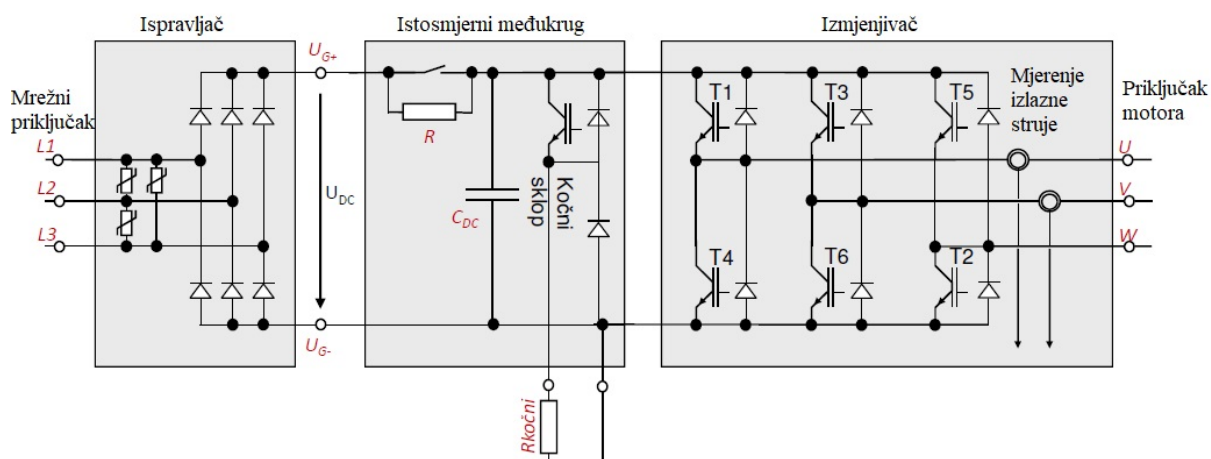 Ispravljač
Istosmjerni međukrug
Izmjenjivač
Mrežni
priključak
L1
L2
L3
UG+
UDC
UG-
R
CDC
Kočni
sklop
Rkočni
T1
T3
T5
T4
T6
T2
Mjerenje
izlazne
struje
Priključak
motora
U
V
W